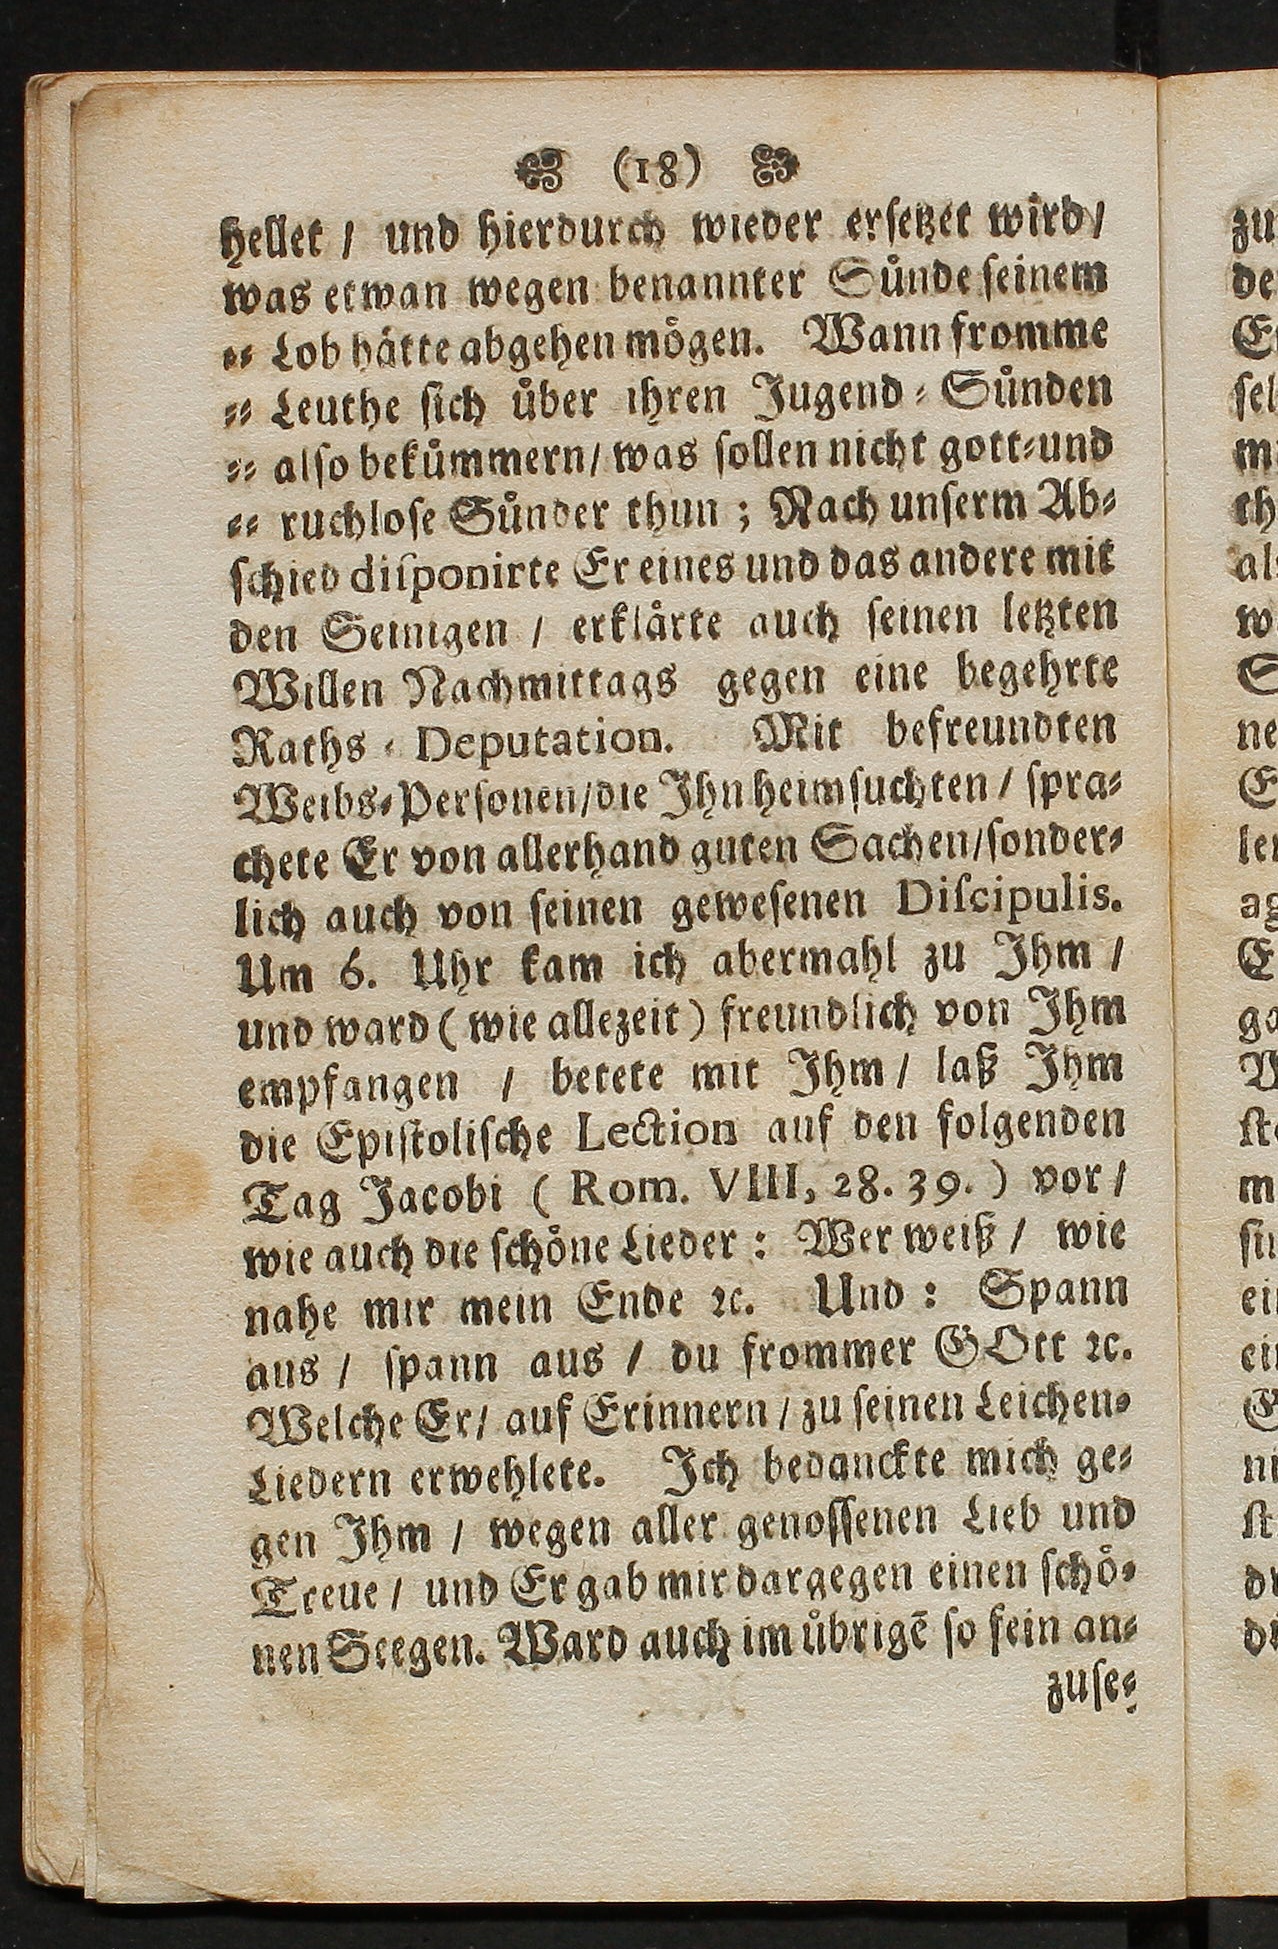 (18)
hellet / und hierdurch wieder ersetzet wird /
was etwan wegen benannter Sünde seinem
„ Lob hätte abgehen mögen. Wann fromme
„ Leuthe sich über ihren Jugend-Sünden
„ also bekümmern / was sollen nicht gott-und
„ ruchlose Sünder thun ; Nach unserm Ab-
schied disponirte Er eines und das andere mit
den Seinigen / erklärte auch seinen letzten
Willen Nachmittags gegen eine begehrte
Raths-Deputation. Mit befreundten
Weibs-Personen / die Ihn heimsuchten / spra-
chete Er von allerhand guten Sachen / sonder-
lich auch von seinen gewesenen Discipulis.
Um 6. Uhr kam ich abermahl zu Ihm /
und ward ( wie allezeit ) freundlich von Ihm
empfangen / betete mit Ihm / laß Ihm
die Epistolische Lection auf den folgenden
Tag Jacobi ( Rom. VIII, 28. 39. ) vor /
wie auch die schöne Lieder : Wer weiß / wie
nahe mir mein Ende ꝛc. Und : Spann
aus / spann aus / du frommer GOtt ꝛc.
Welche Er / auf Erinnern / zu seinen Leichen-
Liedern erwehlete. Ich bedanckte mich ge-
gen Ihm / wegen aller genossenen Lieb und
Treue / und Er gab mir dargegen einen schö-
nen Seegen. Ward auch im übrigē so fein an-
zuse-